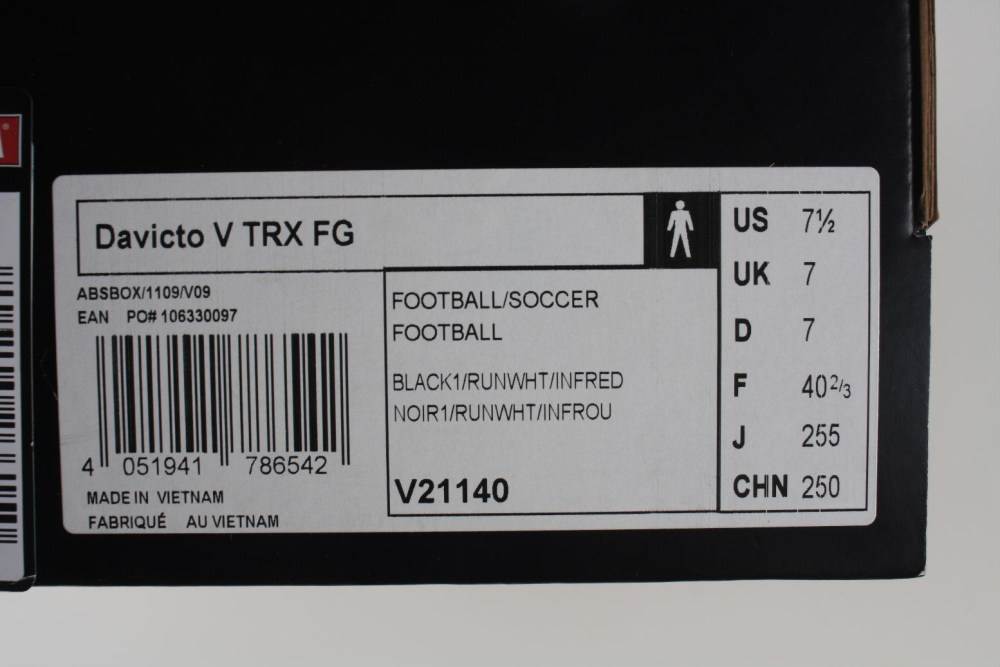 Davicto V TRX FG
ABSBOX/1109/V09
EAN PO# 106330097
4 051941 786542
MADE IN VIETNAM
FABRIQUÉ AU VIETNAM
FOOTBALL/SOCCER
FOOTBALL
BLACK1/RUNWHT/INFRED
NOIR1/RUNWHT/INFROU
V21140
US 7½
UK 7
D 7
F 40 2/3
J 255
CHN 250